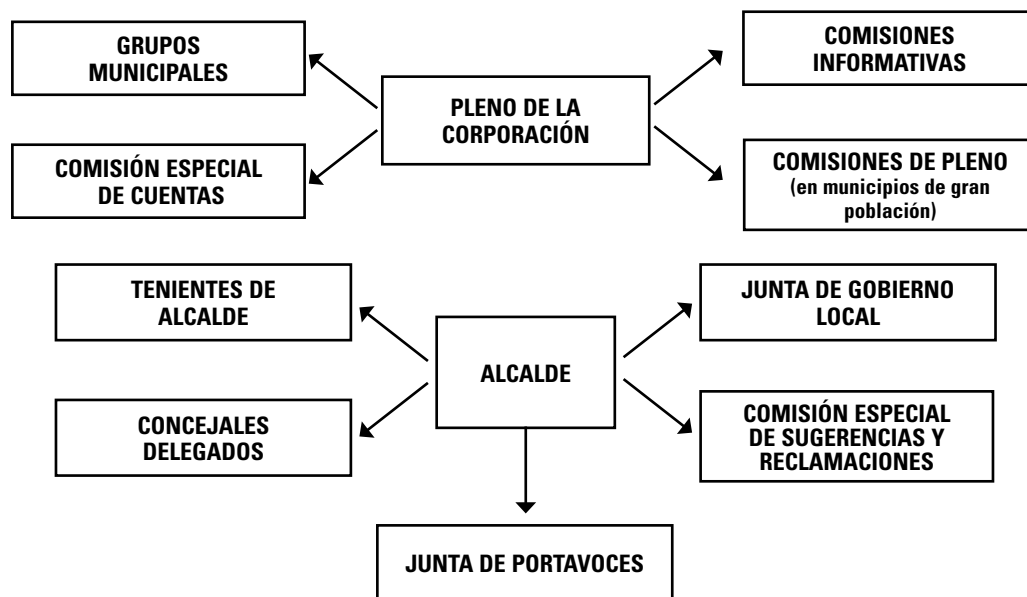 GRUPOS
MUNICIPALES
COMISIONES
INFORMATIVAS
PLENO DE LA
CORPORACIÓN
COMISIÓN ESPECIAL
DE CUENTAS
COMISIONES DE PLENO
(en municipios de gran
población)
TENIENTES DE
ALCALDE
JUNTA DE GOBIERNO
LOCAL
ALCALDE
CONCEJALES
DELEGADOS
COMISIÓN ESPECIAL
DE SUGERENCIAS Y
RECLAMACIONES
JUNTA DE PORTAVOCES